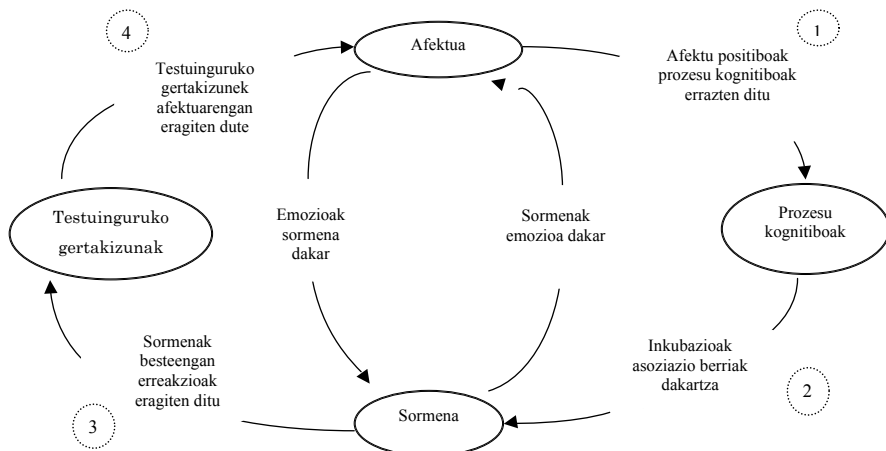 4
Afektua
1
Testuinguruko
gertakizunek
afektuarengan
eragiten dute
Afektu positiboak
prozesu kognitiboak
errazten ditu
Testuinguruko
gertakizunak
Emozioak
sormena
dakar
Sormenak
emozioa dakar
Prozesu
kognitiboak
Sormenak
besteengan
erreakzioak
eragiten ditu
Inkubazioak
asoziazio berriak
dakartza
3
Sormena
2